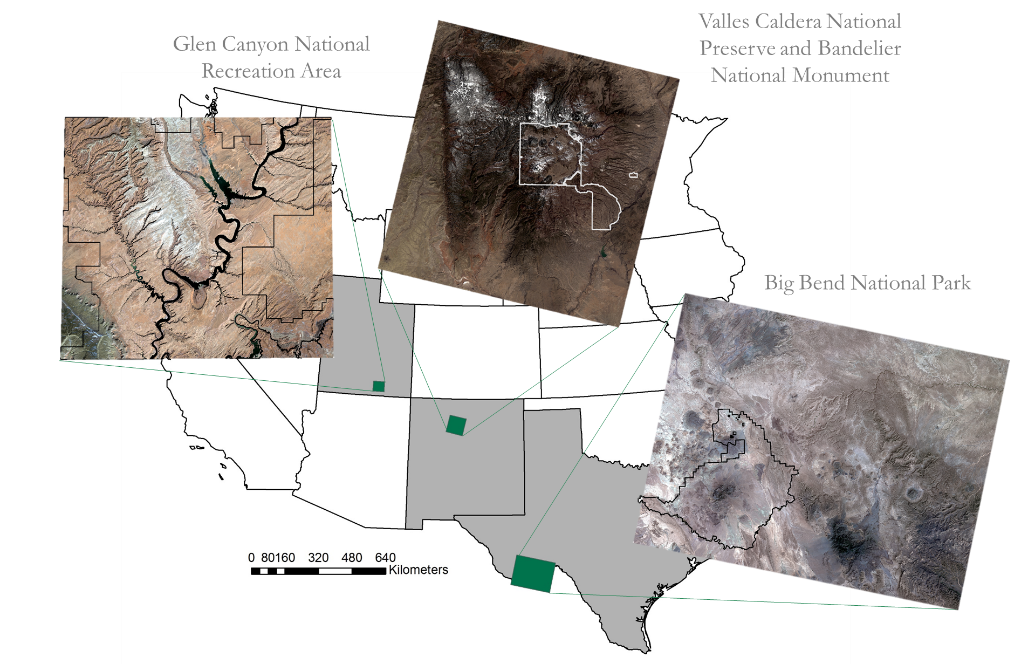 Glen Canyon National
Recreation Area
Valles Caldera National
Preserve and Bandelier
National Monument
Big Bend National Park
0 80160 320 480 640
Kilometers